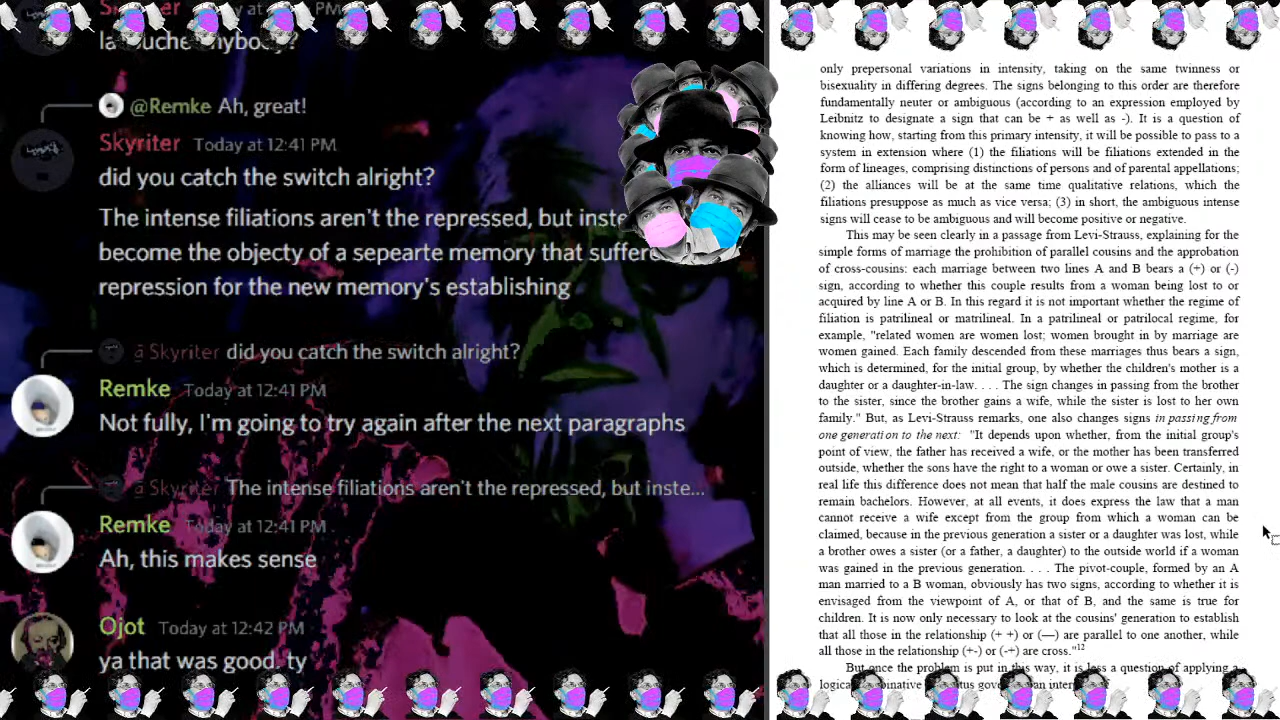 la
@Remke Ah, great!
Skyriter Today at 12:41 PM
did you catch the switch alright?
The intense filiations aren't the repressed, but inste
become the objecty of a sepearte memory that suffere
repression for the new memory's establishing
Skyriter did you catch the switch alright?
Remke Today at 12:41 PM
Not fully, I'm going to try again after the next paragraphs
Skyriter The intense filiations aren't the repressed, but inste...
Remke Today at 12:41 PM
Ah, this makes sense
Ojot Today at 12:42 PM
ya that was good. ty
only prepersonal variations in intensity, taking on the same twinness or
bisexuality in differing degrees. The signs belonging to this order are therefore
fundamentally neuter or ambiguous (according to an expression employed by
Leibnitz to designate a sign that can be + as well as -). It is a question of
knowing how, starting from this primary intensity, it will be possible to pass to a
system in extension where (1) the filiations will be filiations extended in the
form of lineages, comprising distinctions of persons and of parental appellations;
(2) the alliances will be at the same time qualitative relations, which the
filiations presuppose as much as vice versa; (3) in short, the ambiguous intense
signs will cease to be ambiguous and will become positive or negative.
This may be seen clearly in a passage from Levi-Strauss, explaining for the
simple forms of marriage the prohibition of parallel cousins and the approbation
of cross-cousins: each marriage between two lines A and B bears a (+) or (-)
sign, according to whether this couple results from a woman being lost to or
acquired by line A or B. In this regard it is not important whether the regime of
filiation is patrilineal or matrilineal. In a patrilineal or patrilocal regime, for
example, "related women are women lost; women brought in by marriage are
women gained. Each family descended from these marriages thus bears a sign,
which is determined, for the initial group, by whether the children's mother is a
daughter or a daughter-in-law. . . . The sign changes in passing from the brother
to the sister, since the brother gains a wife, while the sister is lost to her own
family." But, as Levi-Strauss remarks, one also changes signs in passing from
one generation to the next: "It depends upon whether, from the initial group's
point of view, the father has received a wife, or the mother has been transferred
outside, whether the sons have the right to a woman or owe a sister. Certainly, in
real life this difference does not mean that half the male cousins are destined to
remain bachelors. However, at all events, it does express the law that a man
cannot receive a wife except from the group from which a woman can be
claimed, because in the previous generation a sister or a daughter was lost, while
a brother owes a sister (or a father, a daughter) to the outside world if a woman
was gained in the previous generation. . . . The pivot-couple, formed by an A
man married to a B woman, obviously has two signs, according to whether it is
envisaged from the viewpoint of A, or that of B, and the same is true for
children. It is now only necessary to look at the cousins' generation to establish
that all those in the relationship (+ +) or (—) are parallel to one another, while
all those in the relationship (+-) or (-+) are cross."12
But once the problem is put in this way, it is less a question of applying a